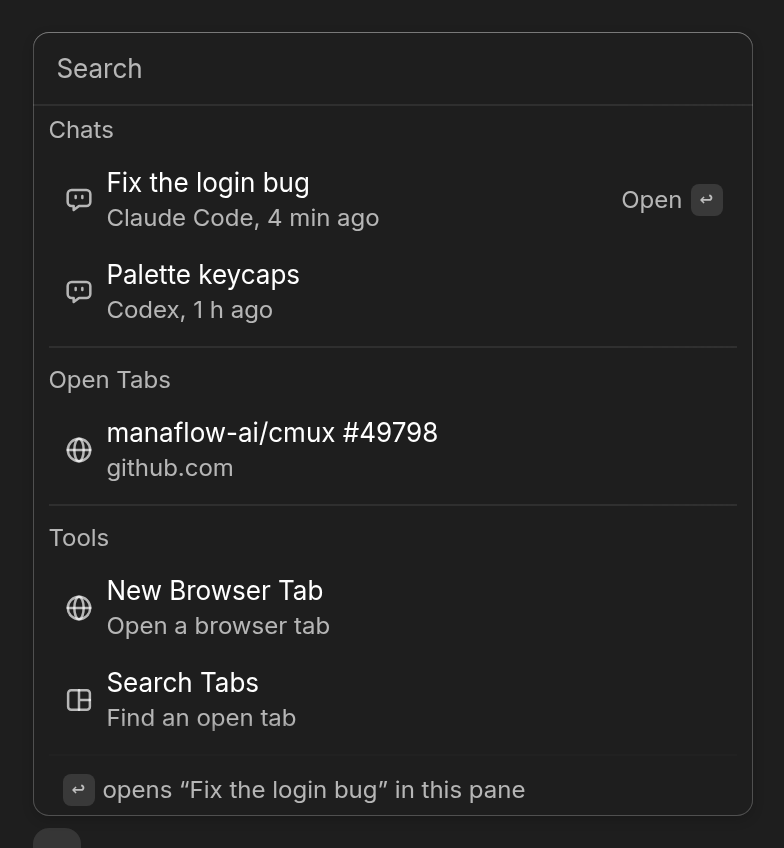 Search
Chats
Fix the login bug
Claude Code, 4 min ago
Open ↩
Palette keycaps
Codex, 1 h ago
Open Tabs
manaflow-ai/cmux #49798
github.com
Tools
New Browser Tab
Open a browser tab
Search Tabs
Find an open tab
↩ opens “Fix the login bug” in this pane